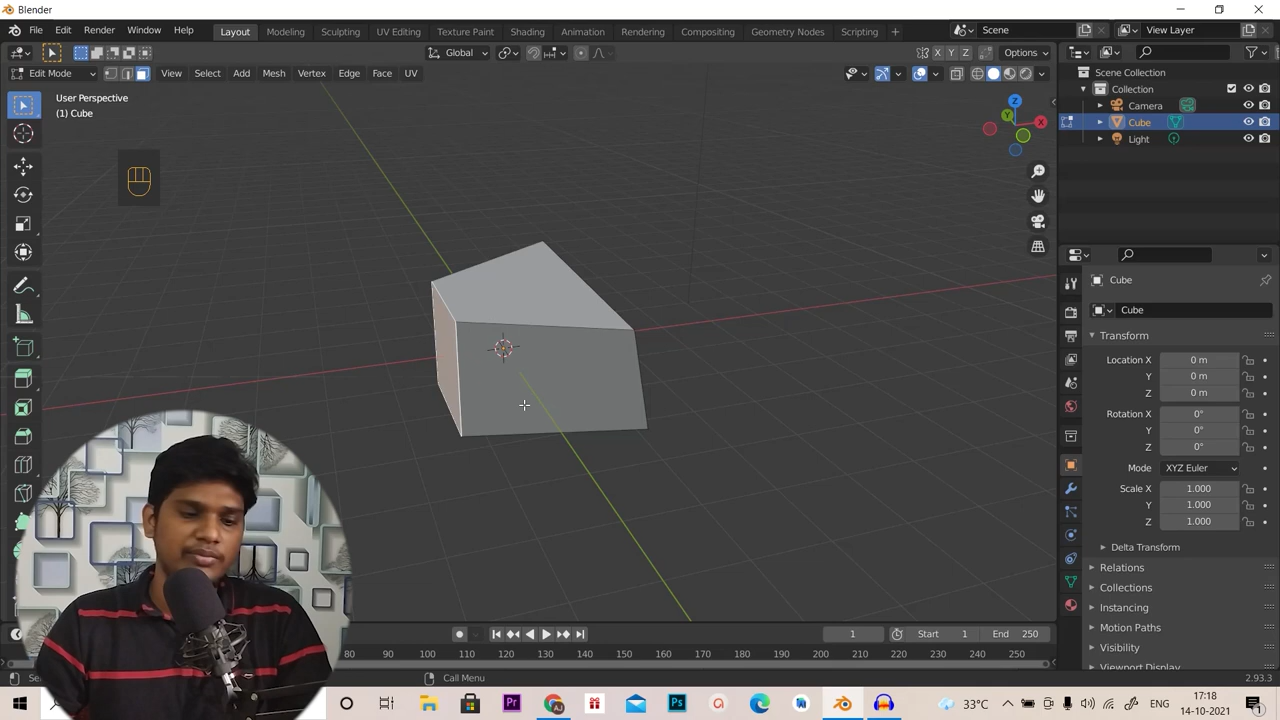 Blender
File Edit Render Window Help Layout Modeling Sculpting UV Editing Texture Paint Shading Animation Rendering Compositing Geometry Nodes Scripting + Scene View Layer
Global X Y Z Options
Edit Mode View Select Add Mesh Vertex Edge Face UV
User Perspective
(1) Cube
Z
Y
X
Scene Collection
Collection
Camera
Cube
Light
Cube
Cube
Transform
Location X 0 m
Y 0 m
Z 0 m
Rotation X 0°
Y 0°
Z 0°
Mode XYZ Euler
Scale X 1.000
Y 1.000
Z 1.000
Delta Transform
Relations
Collections
Instancing
Motion Paths
Visibility
Viewport Display
1 Start 1 End 250
80 90 100 110 120 130 140 150 160 170 180 190 200 210 220 230 240 250
Call Menu 2.93.3
Pr Ps 33°C ENG 17:18
14-10-2021